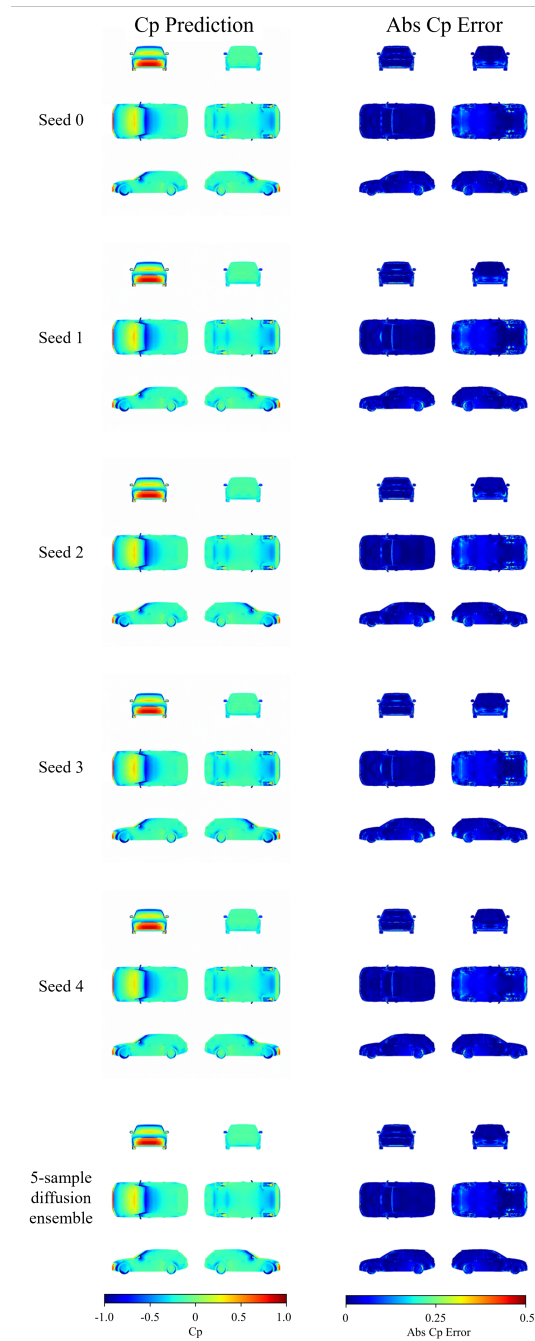 Cp Prediction
Abs Cp Error
Seed 0
Seed 1
Seed 2
Seed 3
Seed 4
5-sample
diffusion
ensemble
-1.0 -0.5 0 0.5 1.0
Cp
0 0.25 0.5
Abs Cp Error